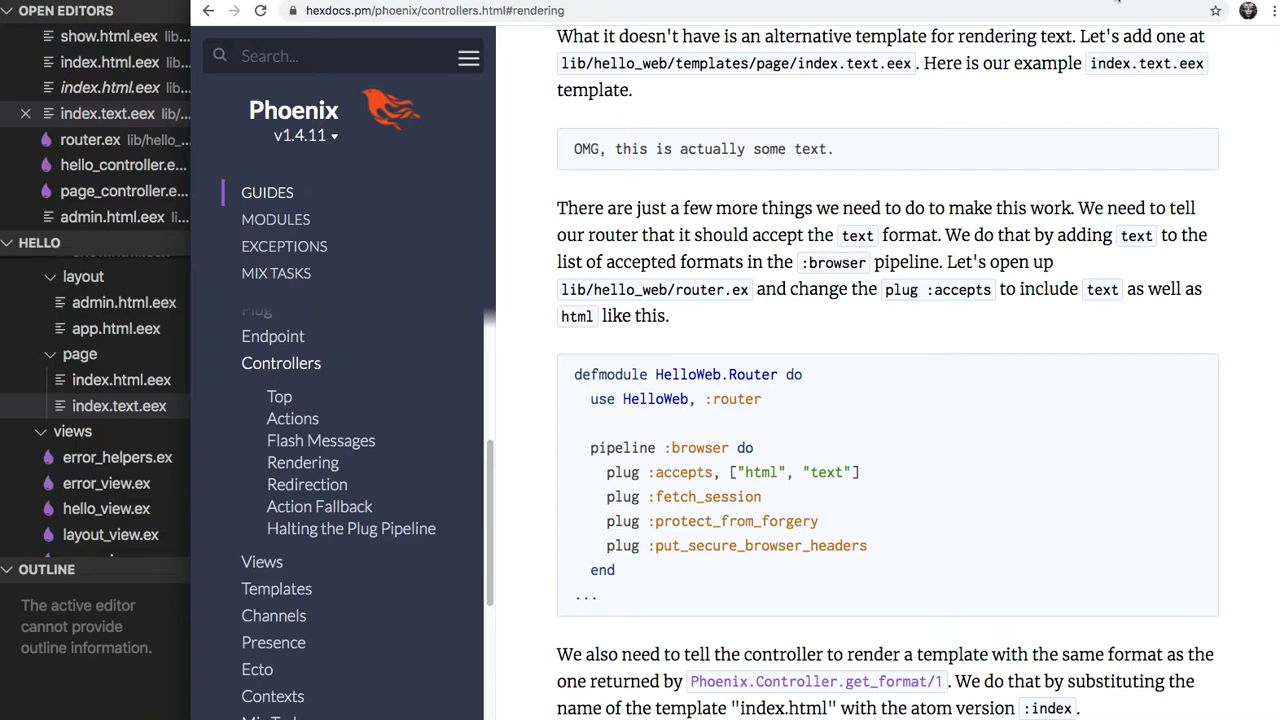 OPEN EDITORS
show.html.eex lib...
index.html.eex lib...
index.html.eex lib...
index.text.eex lib/...
router.ex lib/hello_...
hello_controller.e...
page_controller.e...
admin.html.eex li...
HELLO
layout
admin.html.eex
app.html.eex
page
index.html.eex
index.text.eex
views
error_helpers.ex
error_view.ex
hello_view.ex
layout_view.ex
OUTLINE
The active editor
cannot provide
outline information.
hexdocs.pm/phoenix/controllers.html#rendering
Search...
Phoenix
v1.4.11
GUIDES
MODULES
EXCEPTIONS
MIX TASKS
Plug
Endpoint
Controllers
Top
Actions
Flash Messages
Rendering
Redirection
Action Fallback
Halting the Plug Pipeline
Views
Templates
Channels
Presence
Ecto
Contexts
What it doesn't have is an alternative template for rendering text. Let's add one at
lib/hello_web/templates/page/index.text.eex. Here is our example index.text.eex
template.
OMG, this is actually some text.
There are just a few more things we need to do to make this work. We need to tell
our router that it should accept the text format. We do that by adding text to the
list of accepted formats in the :browser pipeline. Let's open up
lib/hello_web/router.ex and change the plug :accepts to include text as well as
html like this.
defmodule HelloWeb.Router do
use HelloWeb, :router
pipeline :browser do
plug :accepts, ["html", "text"]
plug :fetch_session
plug :protect_from_forgery
plug :put_secure_browser_headers
end
...
We also need to tell the controller to render a template with the same format as the
one returned by Phoenix.Controller.get_format/1. We do that by substituting the
name of the template "index.html" with the atom version :index.